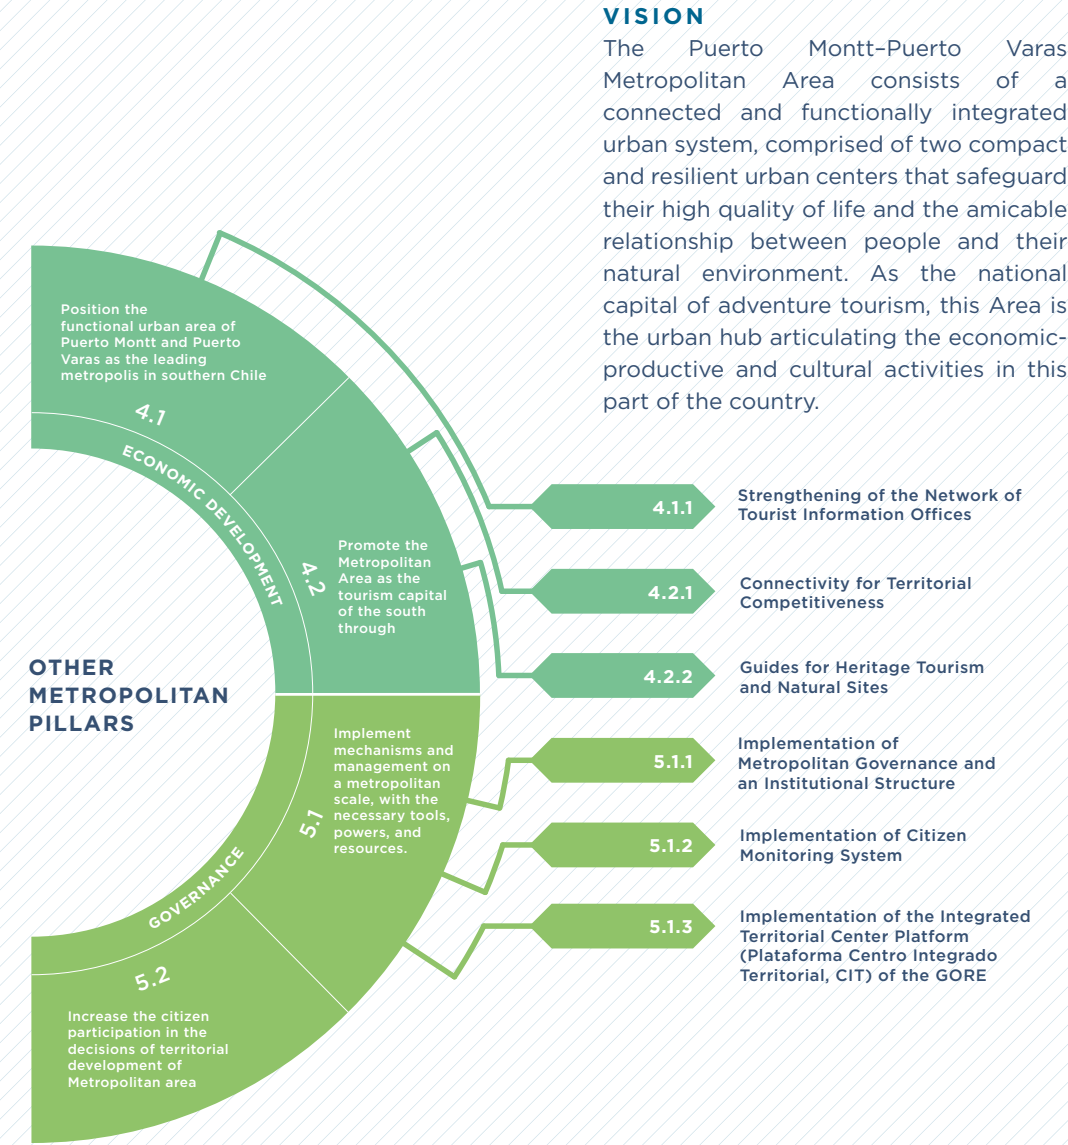 VISION
The Puerto Montt–Puerto Varas
Metropolitan Area consists of a
connected and functionally integrated
urban system, comprised of two compact
and resilient urban centers that safeguard
their high quality of life and the amicable
relationship between people and their
natural environment. As the national
capital of adventure tourism, this Area is
the urban hub articulating the economic-
productive and cultural activities in this
part of the country.
Position the
functional urban area of
Puerto Montt and Puerto
Varas as the leading
metropolis in southern Chile
4.1
ECONOMIC DEVELOPMENT
4.2
Promote the
Metropolitan
Area as the
tourism capital
of the south
through
4.1.1
Strengthening of the Network of
Tourist Information Offices
4.2.1
Connectivity for Territorial
Competitiveness
4.2.2
Guides for Heritage Tourism
and Natural Sites
OTHER
METROPOLITAN
PILLARS
Implement
mechanisms and
management on
a metropolitan
scale, with the
necessary tools,
powers, and
resources.
5.1
GOVERNANCE
5.2
Increase the citizen
participation in the
decisions of territorial
development of
Metropolitan area
5.1.1
Implementation of
Metropolitan Governance and
an Institutional Structure
5.1.2
Implementation of Citizen
Monitoring System
5.1.3
Implementation of the Integrated
Territorial Center Platform
(Plataforma Centro Integrado
Territorial, CIT) of the GORE